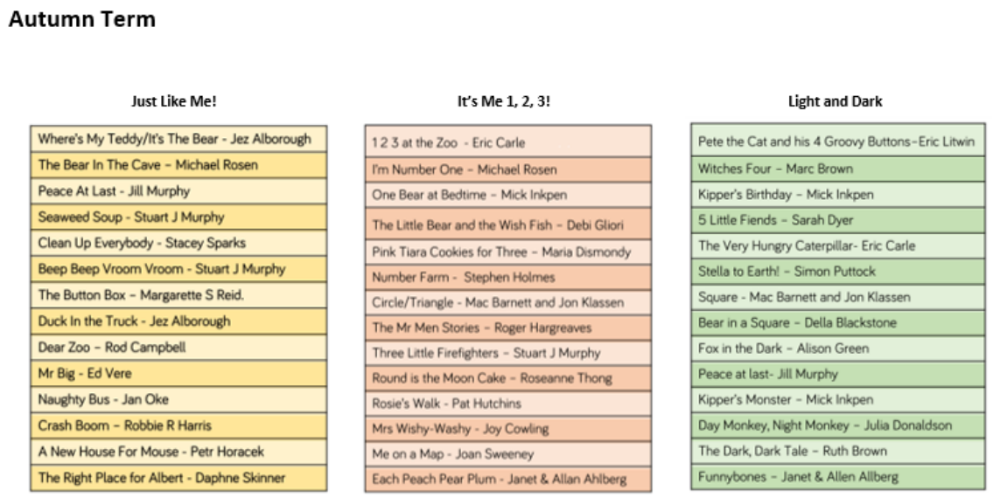 Autumn Term
Just Like Me!
Where's My Teddy/It's The Bear - Jez Alborough
The Bear In The Cave – Michael Rosen
Peace At Last - Jill Murphy
Seaweed Soup - Stuart J Murphy
Clean Up Everybody - Stacey Sparks
Beep Beep Vroom Vroom - Stuart J Murphy
The Button Box – Margarette S Reid.
Duck In the Truck - Jez Alborough
Dear Zoo – Rod Campbell
Mr Big - Ed Vere
Naughty Bus - Jan Oke
Crash Boom – Robbie R Harris
A New House For Mouse - Petr Horacek
The Right Place for Albert - Daphne Skinner
It's Me 1, 2, 3!
1 2 3 at the Zoo - Eric Carle
I'm Number One – Michael Rosen
One Bear at Bedtime – Mick Inkpen
The Little Bear and the Wish Fish – Debi Gliori
Pink Tiara Cookies for Three – Maria Dismondy
Number Farm - Stephen Holmes
Circle/Triangle - Mac Barnett and Jon Klassen
The Mr Men Stories – Roger Hargreaves
Three Little Firefighters – Stuart J Murphy
Round is the Moon Cake – Roseanne Thong
Rosie's Walk - Pat Hutchins
Mrs Wishy-Washy - Joy Cowling
Me on a Map - Joan Sweeney
Each Peach Pear Plum - Janet & Allan Ahlberg
Light and Dark
Pete the Cat and his 4 Groovy Buttons–Eric Litwin
Witches Four – Marc Brown
Kipper's Birthday – Mick Inkpen
5 Little Fiends – Sarah Dyer
The Very Hungry Caterpillar- Eric Carle
Stella to Earth! – Simon Puttock
Square - Mac Barnett and Jon Klassen
Bear in a Square – Della Blackstone
Fox in the Dark – Alison Green
Peace at last- Jill Murphy
Kipper's Monster – Mick Inkpen
Day Monkey, Night Monkey – Julia Donaldson
The Dark, Dark Tale – Ruth Brown
Funnybones – Janet & Allen Allberg